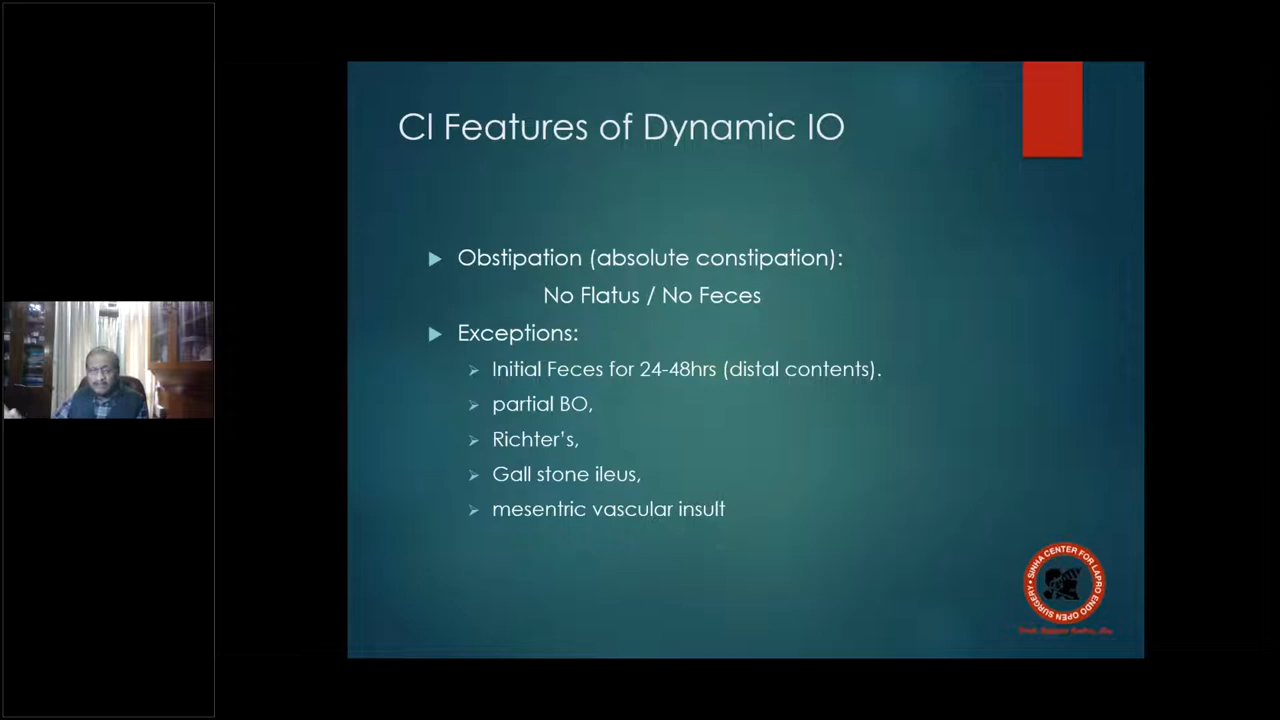 Cl Features of Dynamic IO
Obstipation (absolute constipation):
No Flatus / No Feces
Exceptions:
Initial Feces for 24-48hrs (distal contents).
partial BO,
Richter's,
Gall stone ileus,
mesentric vascular insult
SINHA CENTER FOR LAPRO ENDO OPEN SURGERY